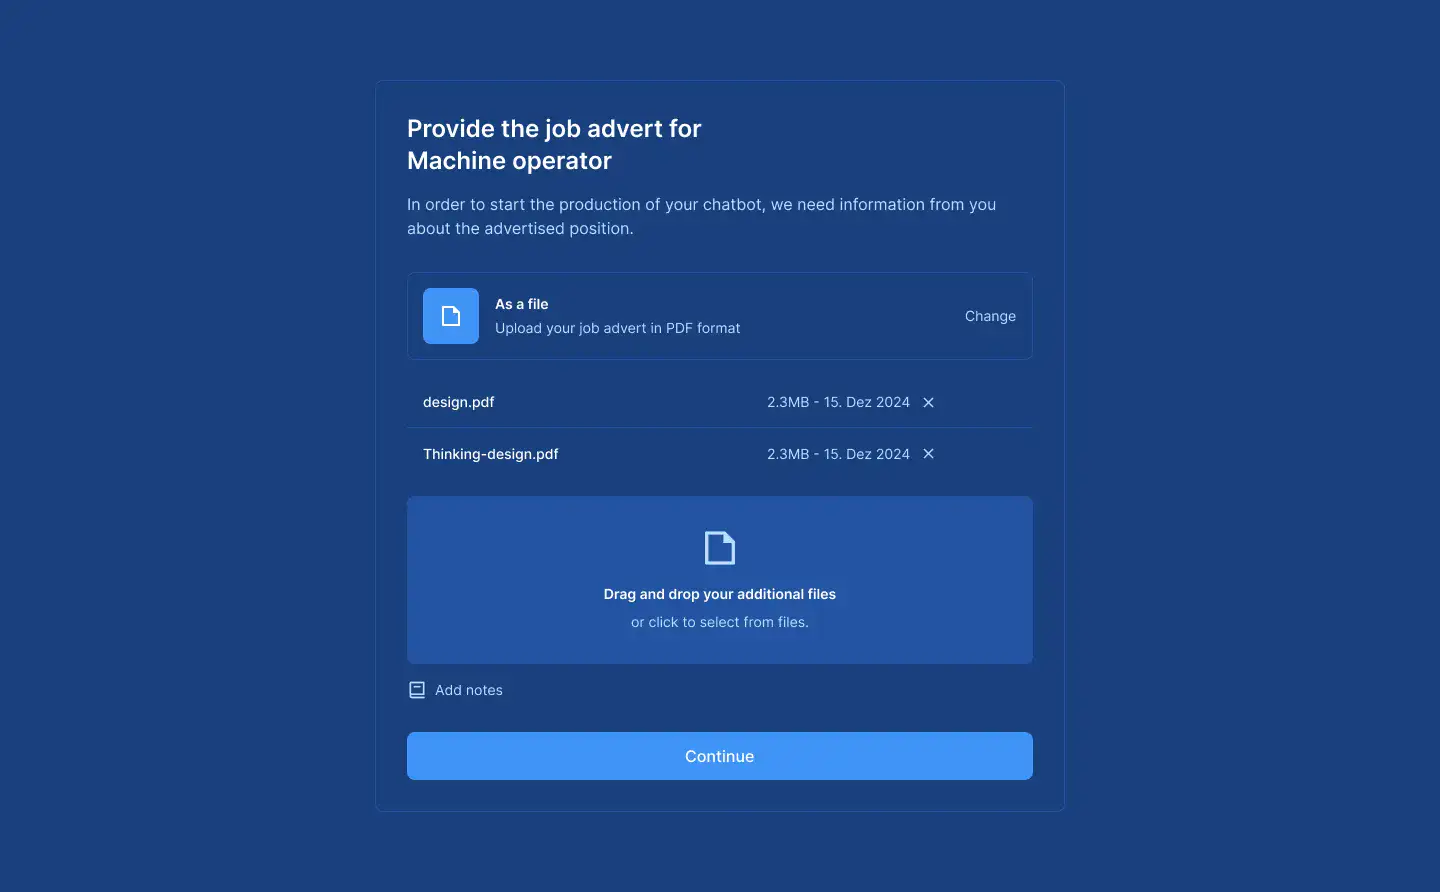 Provide the job advert for
Machine operator
In order to start the production of your chatbot, we need information from you
about the advertised position.
As a file
Upload your job advert in PDF format
Change
design.pdf 2.3MB - 15. Dez 2024
Thinking-design.pdf 2.3MB - 15. Dez 2024
Drag and drop your additional files
or click to select from files.
Add notes
Continue